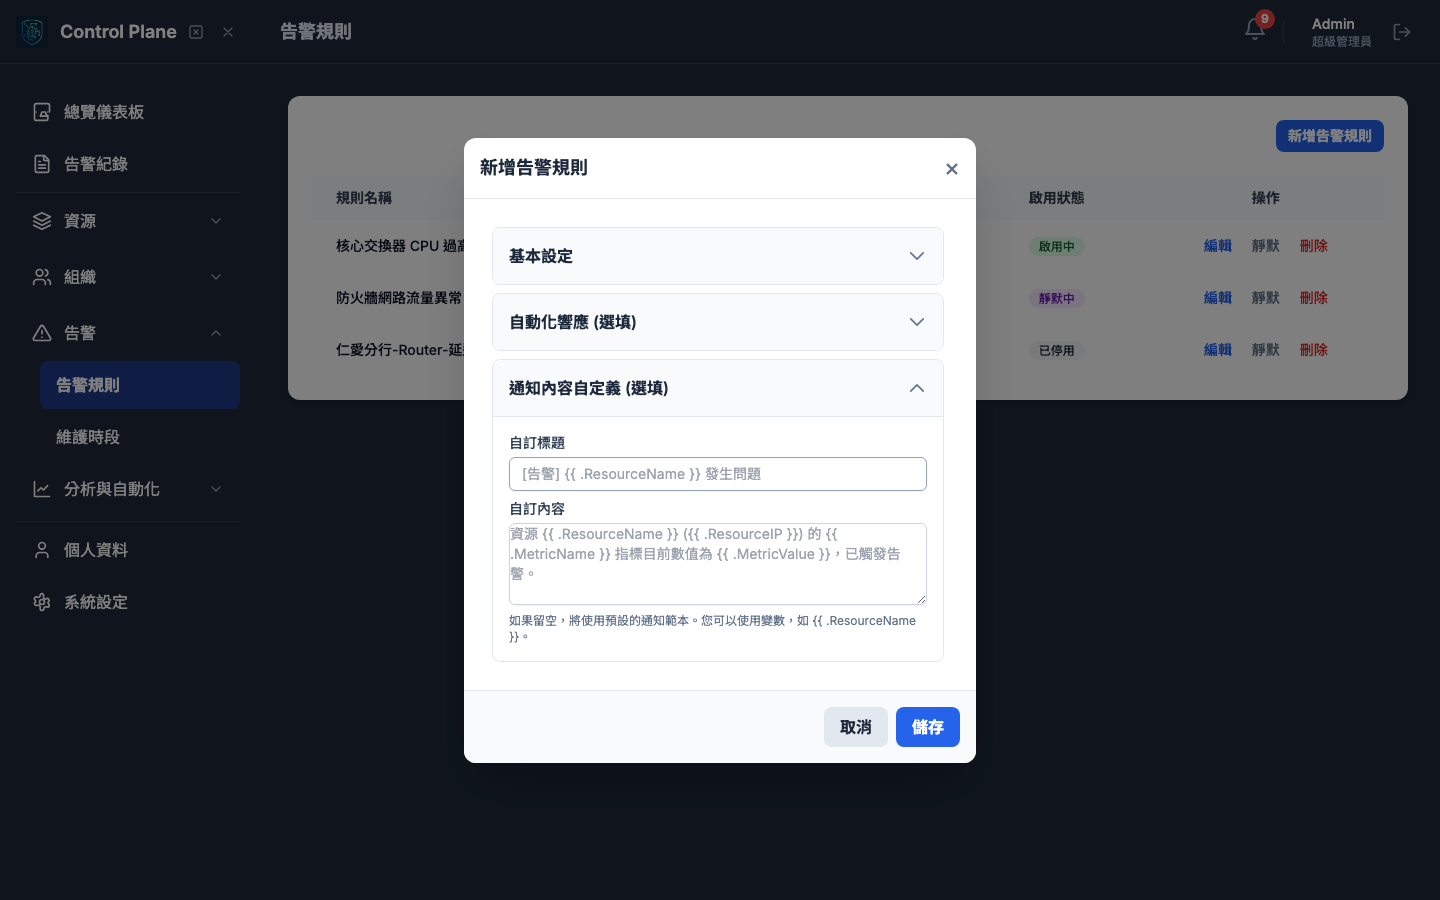 Control Plane
告警規則
9
Admin
超級管理員
總覽儀表板
告警紀錄
資源
組織
告警
告警規則
維護時段
分析與自動化
個人資料
系統設定
新增告警規則
規則名稱
啟用狀態
操作
核心交換器 CPU 過
啟用中
編輯
靜默
刪除
防火牆網路流量異常
靜默中
編輯
靜默
刪除
仁愛分行-Router-延
已停用
編輯
靜默
刪除
新增告警規則
基本設定
自動化響應 (選填)
通知內容自定義 (選填)
自訂標題
[告警] {{ .ResourceName }} 發生問題
自訂內容
資源 {{ .ResourceName }} ({{ .ResourceIP }}) 的 {{
.MetricName }} 指標目前數值為 {{ .MetricValue }}，已觸發告
警。
如果留空，將使用預設的通知範本。您可以使用變數，如 {{ .ResourceName
}}。
取消
儲存